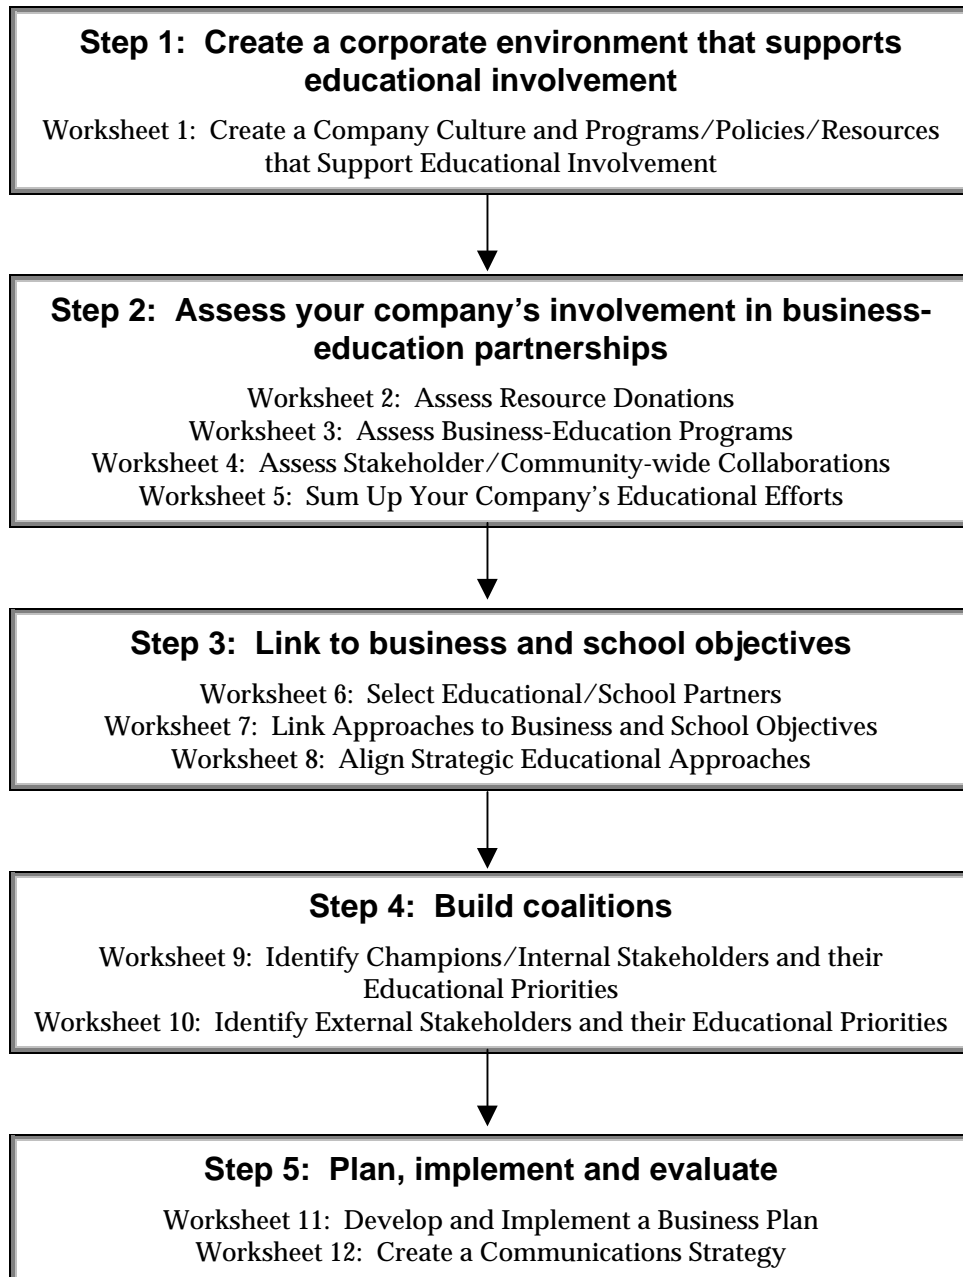 Step 1:  Create a corporate environment that supports
educational involvement
Worksheet 1:  Create a Company Culture and Programs/Policies/Resources
that Support Educational Involvement
Step 2:  Assess your company’s involvement in business-
education partnerships
Worksheet 2:  Assess Resource Donations
Worksheet 3:  Assess Business-Education Programs
Worksheet 4:  Assess Stakeholder/Community-wide Collaborations
Worksheet 5:  Sum Up Your Company’s Educational Efforts
Step 3:  Link to business and school objectives
Worksheet 6:  Select Educational/School Partners
Worksheet 7:  Link Approaches to Business and School Objectives
Worksheet 8:  Align Strategic Educational Approaches
Step 4:  Build coalitions
Worksheet 9:  Identify Champions/Internal Stakeholders and their
Educational Priorities
Worksheet 10:  Identify External Stakeholders and their Educational Priorities
Step 5:  Plan, implement and evaluate
Worksheet 11:  Develop and Implement a Business Plan
Worksheet 12:  Create a Communications Strategy